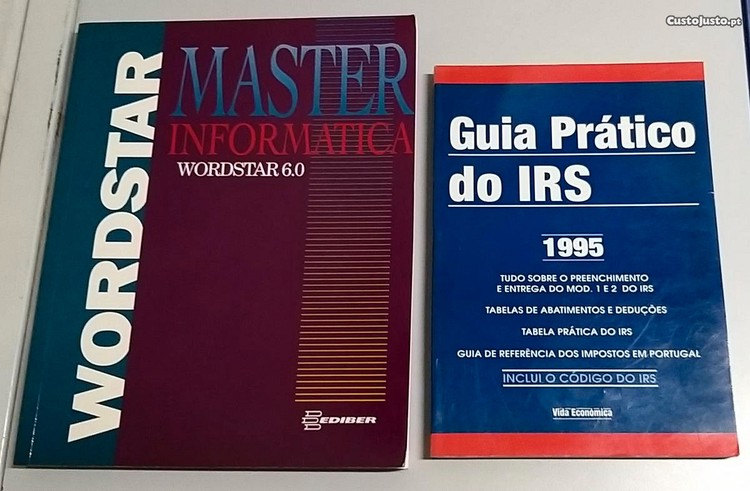 WORDSTAR
MASTER
INFORMATICA
WORDSTAR 6.0
EDIBER
CustoJusto.pt
Guia Prático
do IRS
1995
TUDO SOBRE O PREENCHIMENTO
E ENTREGA DO MOD. 1 E 2 DO IRS
TABELAS DE ABATIMENTOS E DEDUÇÕES
TABELA PRÁTICA DO IRS
GUIA DE REFERÊNCIA DOS IMPOSTOS EM PORTUGAL
INCLUI O CÓDIGO DO IRS
Vida Económica